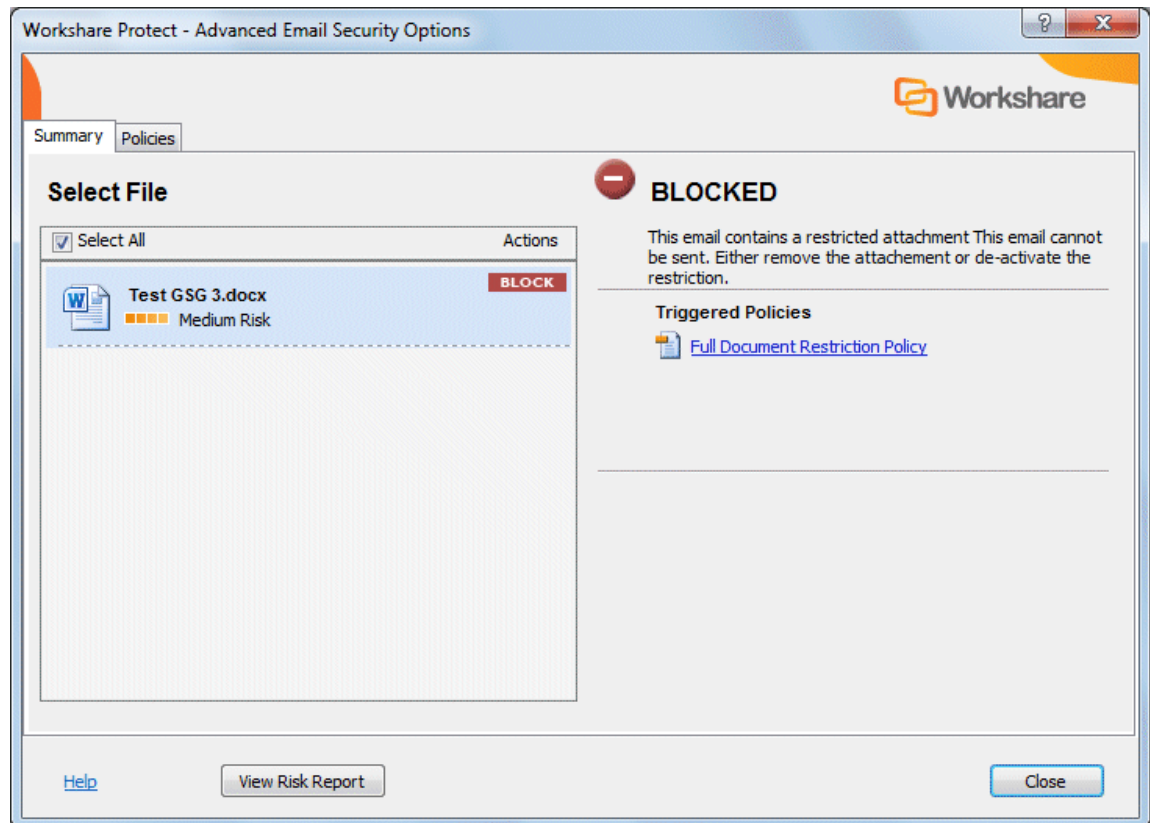 Workshare Protect - Advanced Email Security Options
Workshare
Summary
Policies
Select File
Select All
Actions
Test GSG 3.docx
BLOCK
Medium Risk
BLOCKED
This email contains a restricted attachment This email cannot
be sent. Either remove the attachement or de-activate the
restriction.
Triggered Policies
Full Document Restriction Policy
Help
View Risk Report
Close